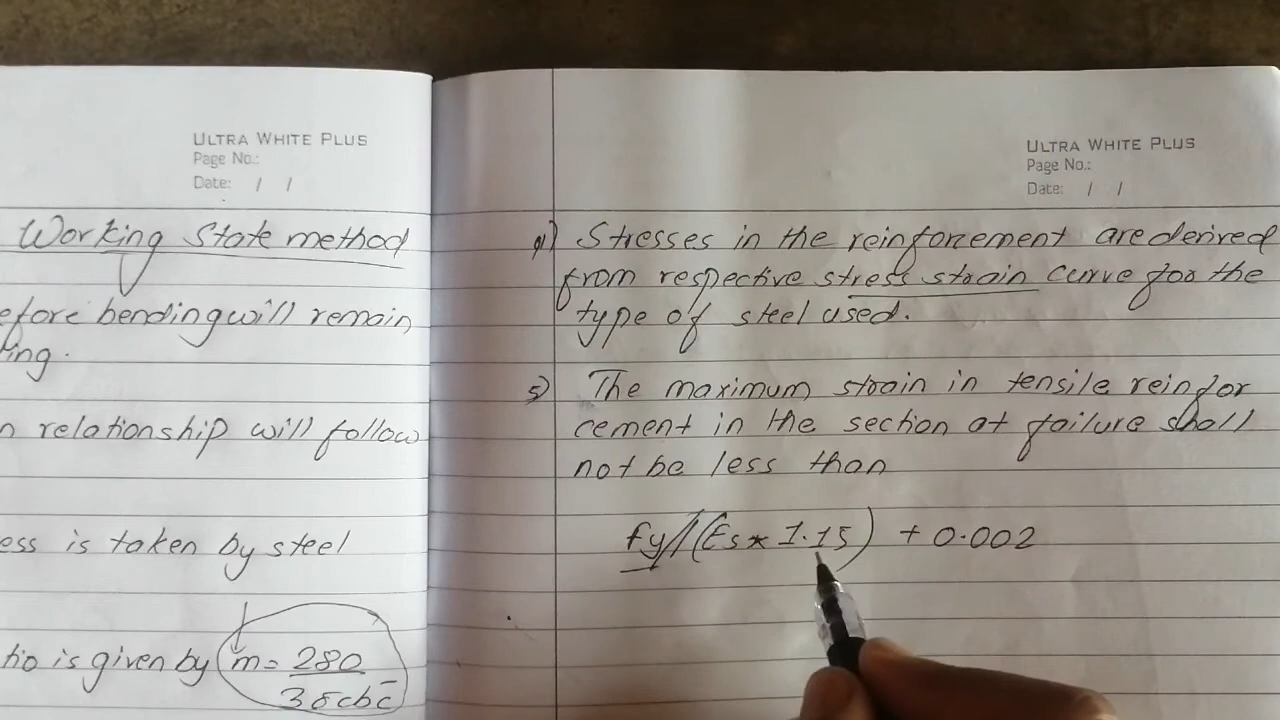 ULTRA WHITE PLUS
Page No.:
Date: / /
Working State method
efore bending will remain
ting.
n relationship will follow
ess is taken by steel
tio is given by m = 280
3σcbc
ULTRA WHITE PLUS
Page No.:
Date: / /
4) Stresses in the reinforcement are derived
from respective stress strain curve for the
type of steel used.
5) The maximum strain in tensile reinfor
cement in the section at failure shall
not be less than
fy/(Es* 1.15) + 0.002